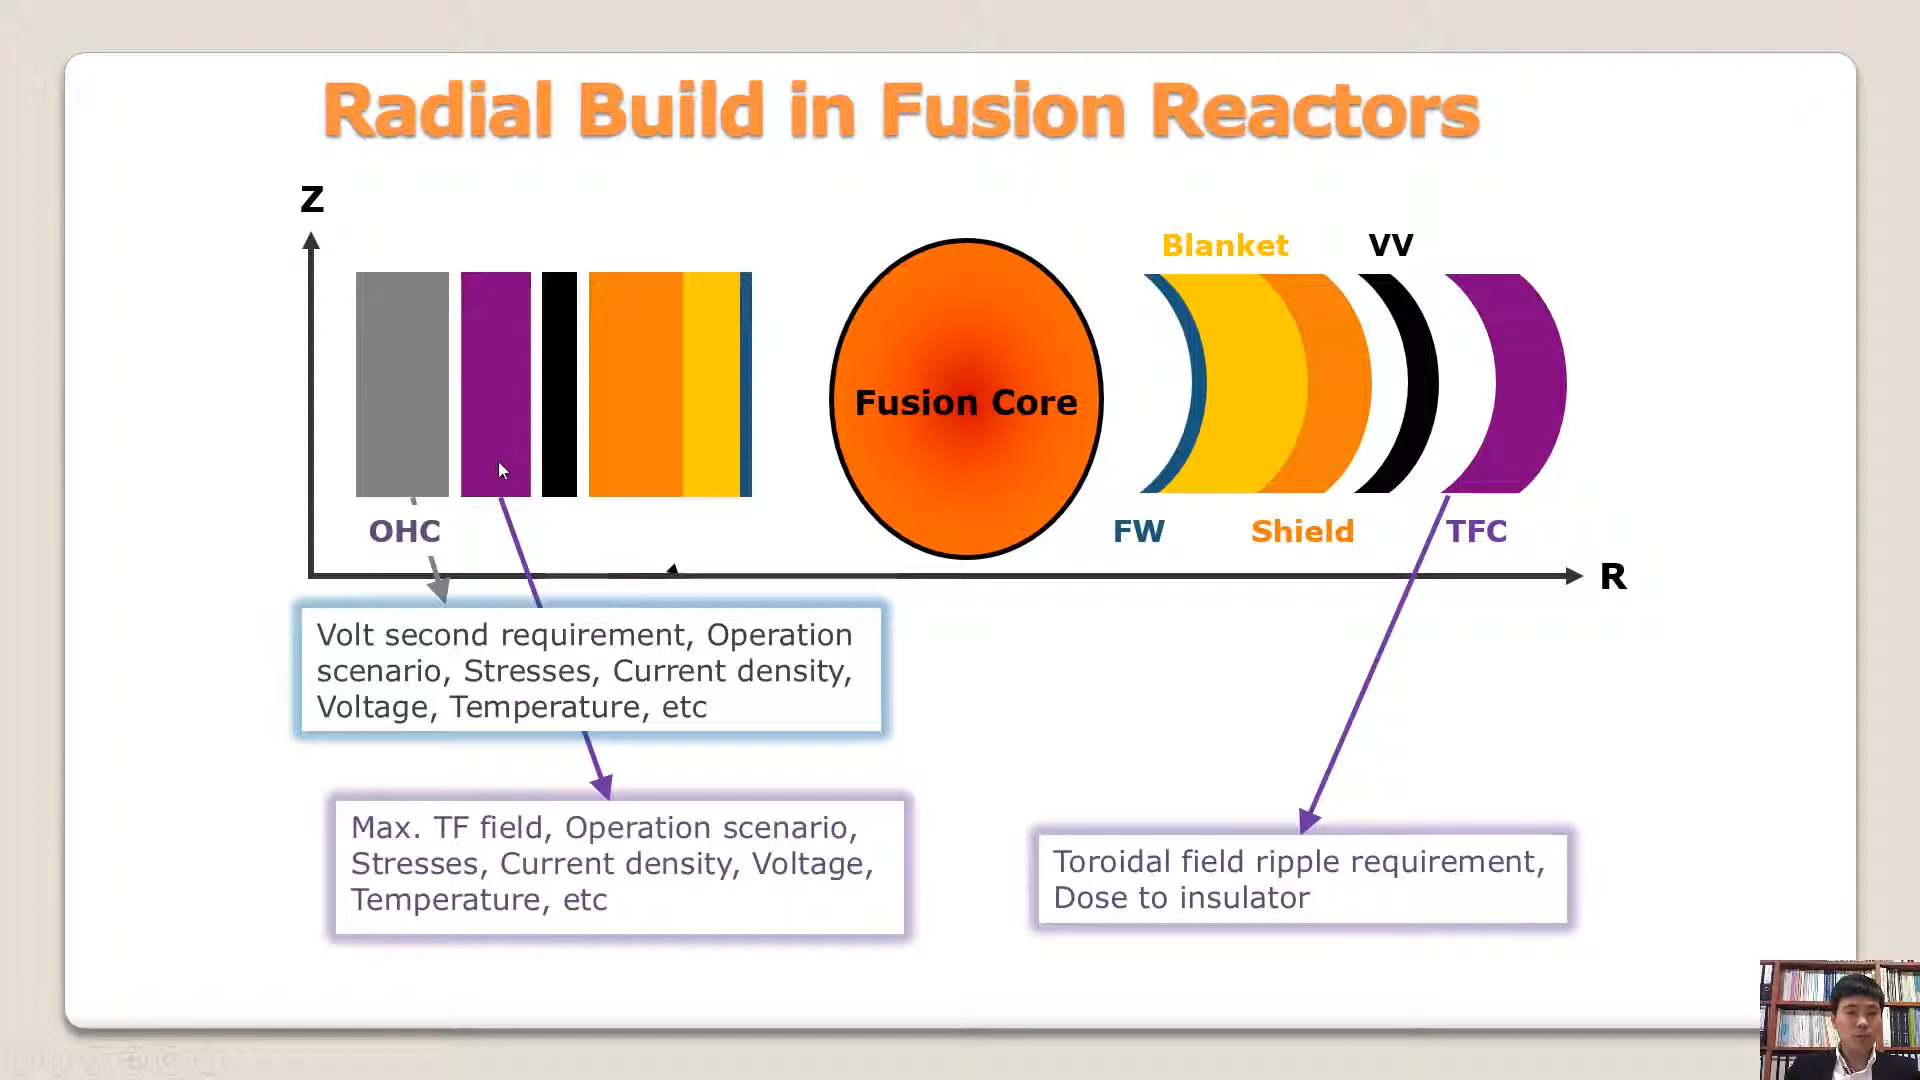 Radial Build in Fusion Reactors
Z
Blanket
VV
Fusion Core
OHC
FW
Shield
TFC
R
Volt second requirement, Operation
scenario, Stresses, Current density,
Voltage, Temperature, etc
Max. TF field, Operation scenario,
Stresses, Current density, Voltage,
Temperature, etc
Toroidal field ripple requirement,
Dose to insulator